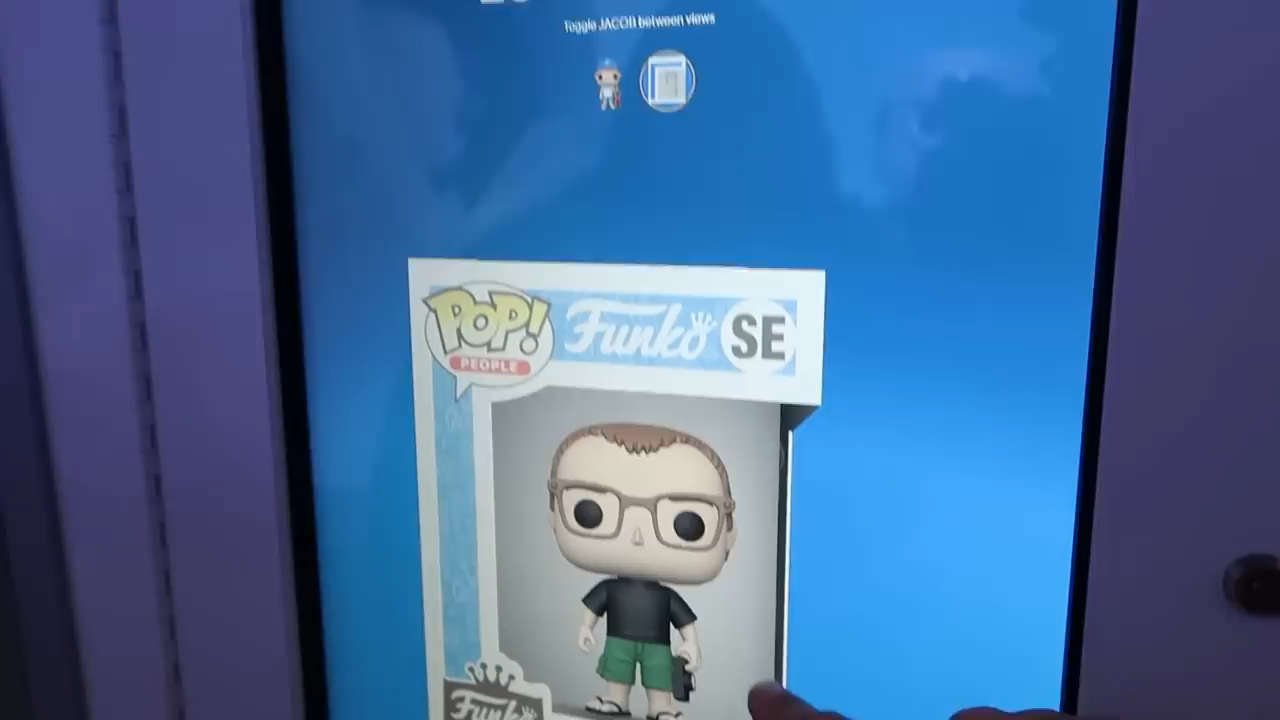 Toggle JACOB between views
POP!
PEOPLE
Funko
SE
Funko